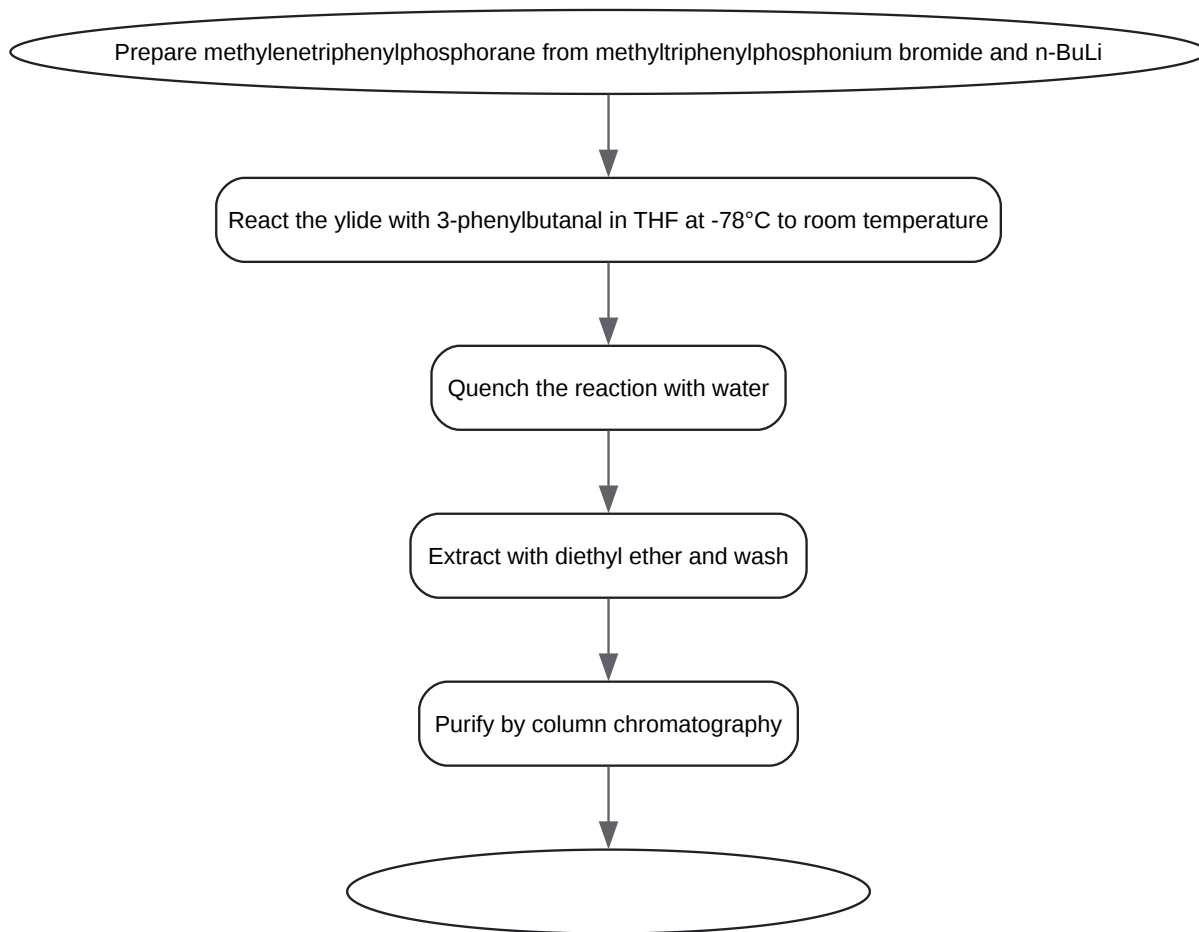 Prepare methylenetriphenylphosphorane from methyltriphenylphosphonium bromide and n-BuLi
React the ylide with 3-phenylbutanal in THF at -78°C to room temperature
Quench the reaction with water
Extract with diethyl ether and wash
Purify by column chromatography